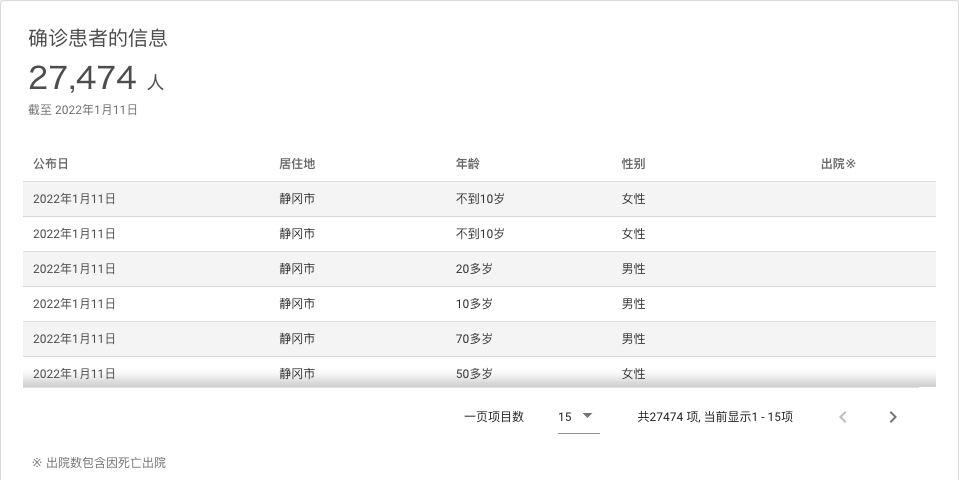 确诊患者的信息
27,474 人
截至 2022年1月11日
公布日 居住地 年龄 性别 出院※
2022年1月11日 静冈市 不到10岁 女性
2022年1月11日 静冈市 不到10岁 女性
2022年1月11日 静冈市 20多岁 男性
2022年1月11日 静冈市 10多岁 男性
2022年1月11日 静冈市 70多岁 男性
2022年1月11日 静冈市 50多岁 女性
一页项目数 15 共27474 项, 当前显示1 - 15项
※ 出院数包含因死亡出院